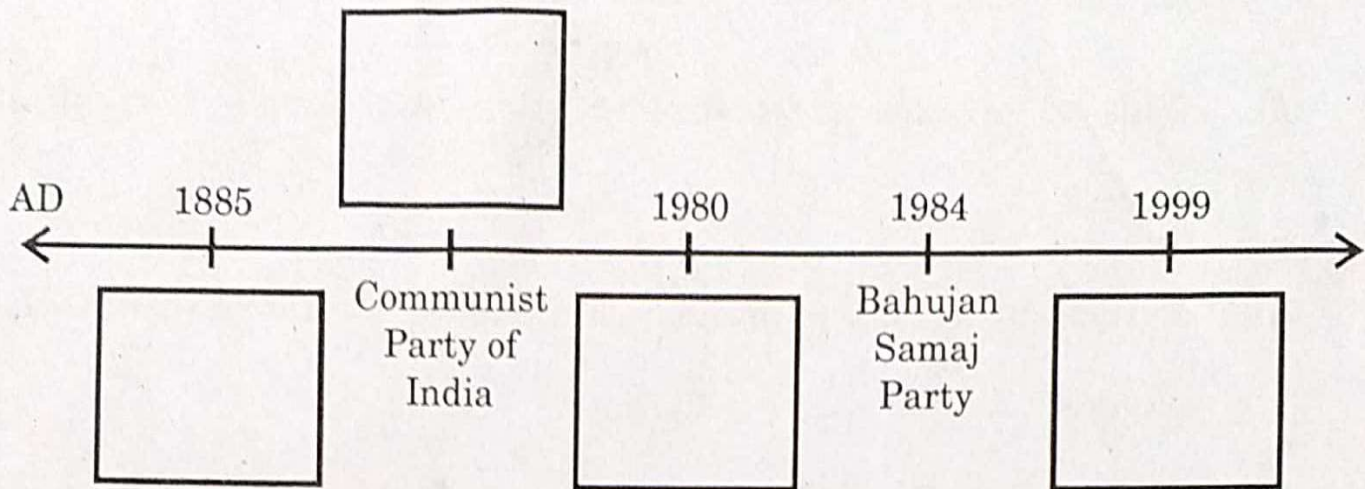 AD 1885 1980 1984 1999
Communist
Party of
India
Bahujan
Samaj
Party